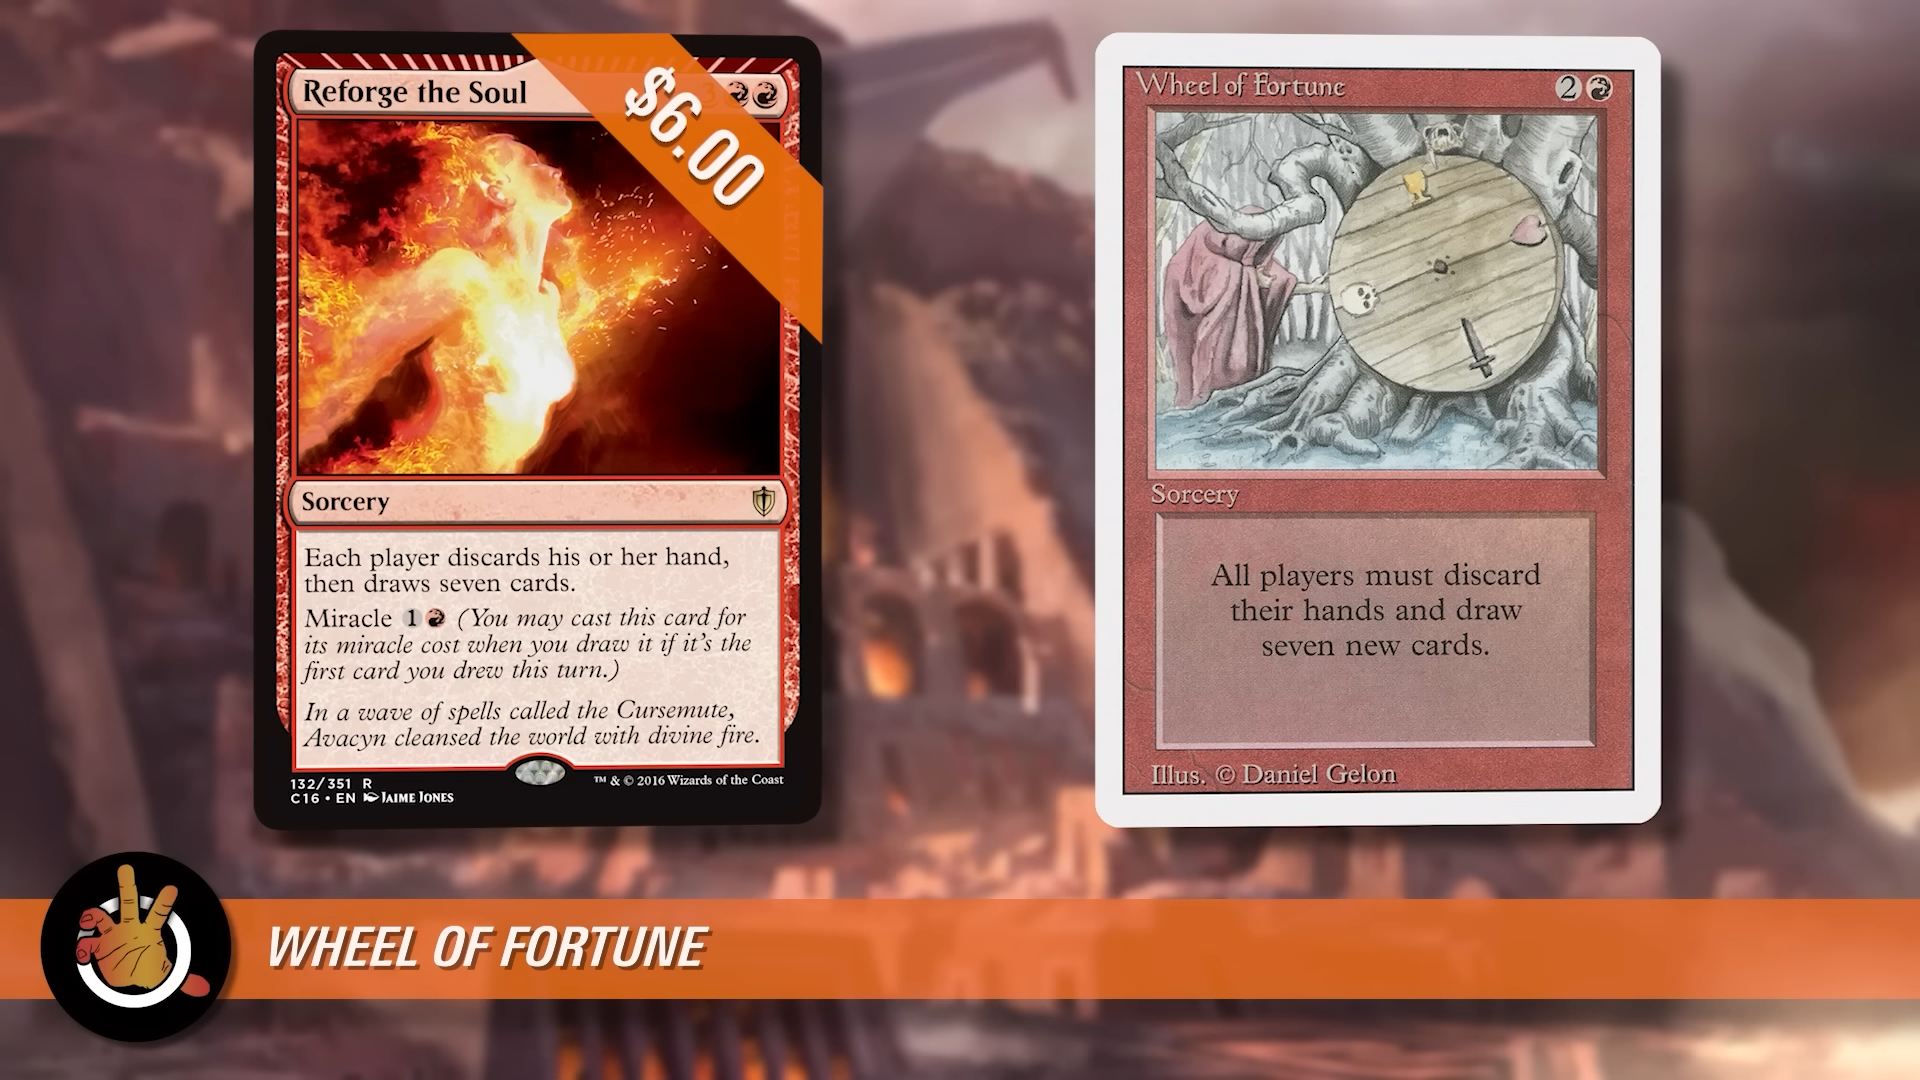 Reforge the Soul
3
$6.00
Sorcery
Each player discards his or her hand,
then draws seven cards.
Miracle 1 (You may cast this card for
its miracle cost when you draw it if it's the
first card you drew this turn.)
In a wave of spells called the Cursemute,
Avacyn cleansed the world with divine fire.
132/351 R
C16 • EN JAIME JONES
™ & © 2016 Wizards of the Coast
Wheel of Fortune 2
Sorcery
All players must discard
their hands and draw
seven new cards.
Illus. © Daniel Gelon
WHEEL OF FORTUNE